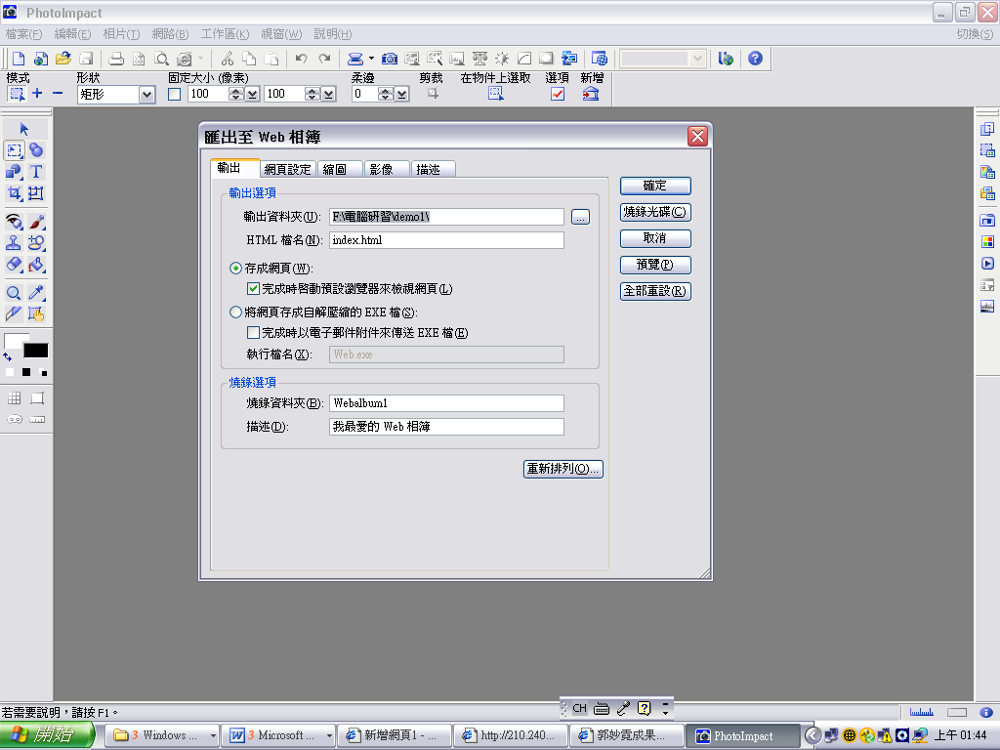 PhotoImpact
檔案(F) 編輯(E) 相片(T) 網路(B) 工作區(K) 視窗(W) 說明(H) 切換(S)
模式 形狀 固定大小 (像素) 柔邊 剪裁 在物件上選取 選項 新增
矩形 100 100 0
匯出至 Web 相簿
輸出 網頁設定 縮圖 影像 描述
輸出選項
輸出資料夾(U): F:\電腦研習\demo1\ ...
HTML 檔名(N): index.html
存成網頁(W):
完成時啓動預設瀏覽器來檢視網頁(L)
將網頁存成自解壓縮的 EXE 檔(S):
完成時以電子郵件附件來傳送 EXE 檔(E)
執行檔名(X): Web.exe
燒錄選項
燒錄資料夾(B): Webalbum1
描述(D): 我最愛的 Web 相簿
重新排列(O)...
確定
燒錄光碟(C)
取消
預覽(P)
全部重設(R)
若需要說明，請按 F1。
CH
開始 3 Windows ... 3 Microsoft ... 新增網頁1 - ... http://210.240... 郭妙霓成果... PhotoImpact 上午 01:44